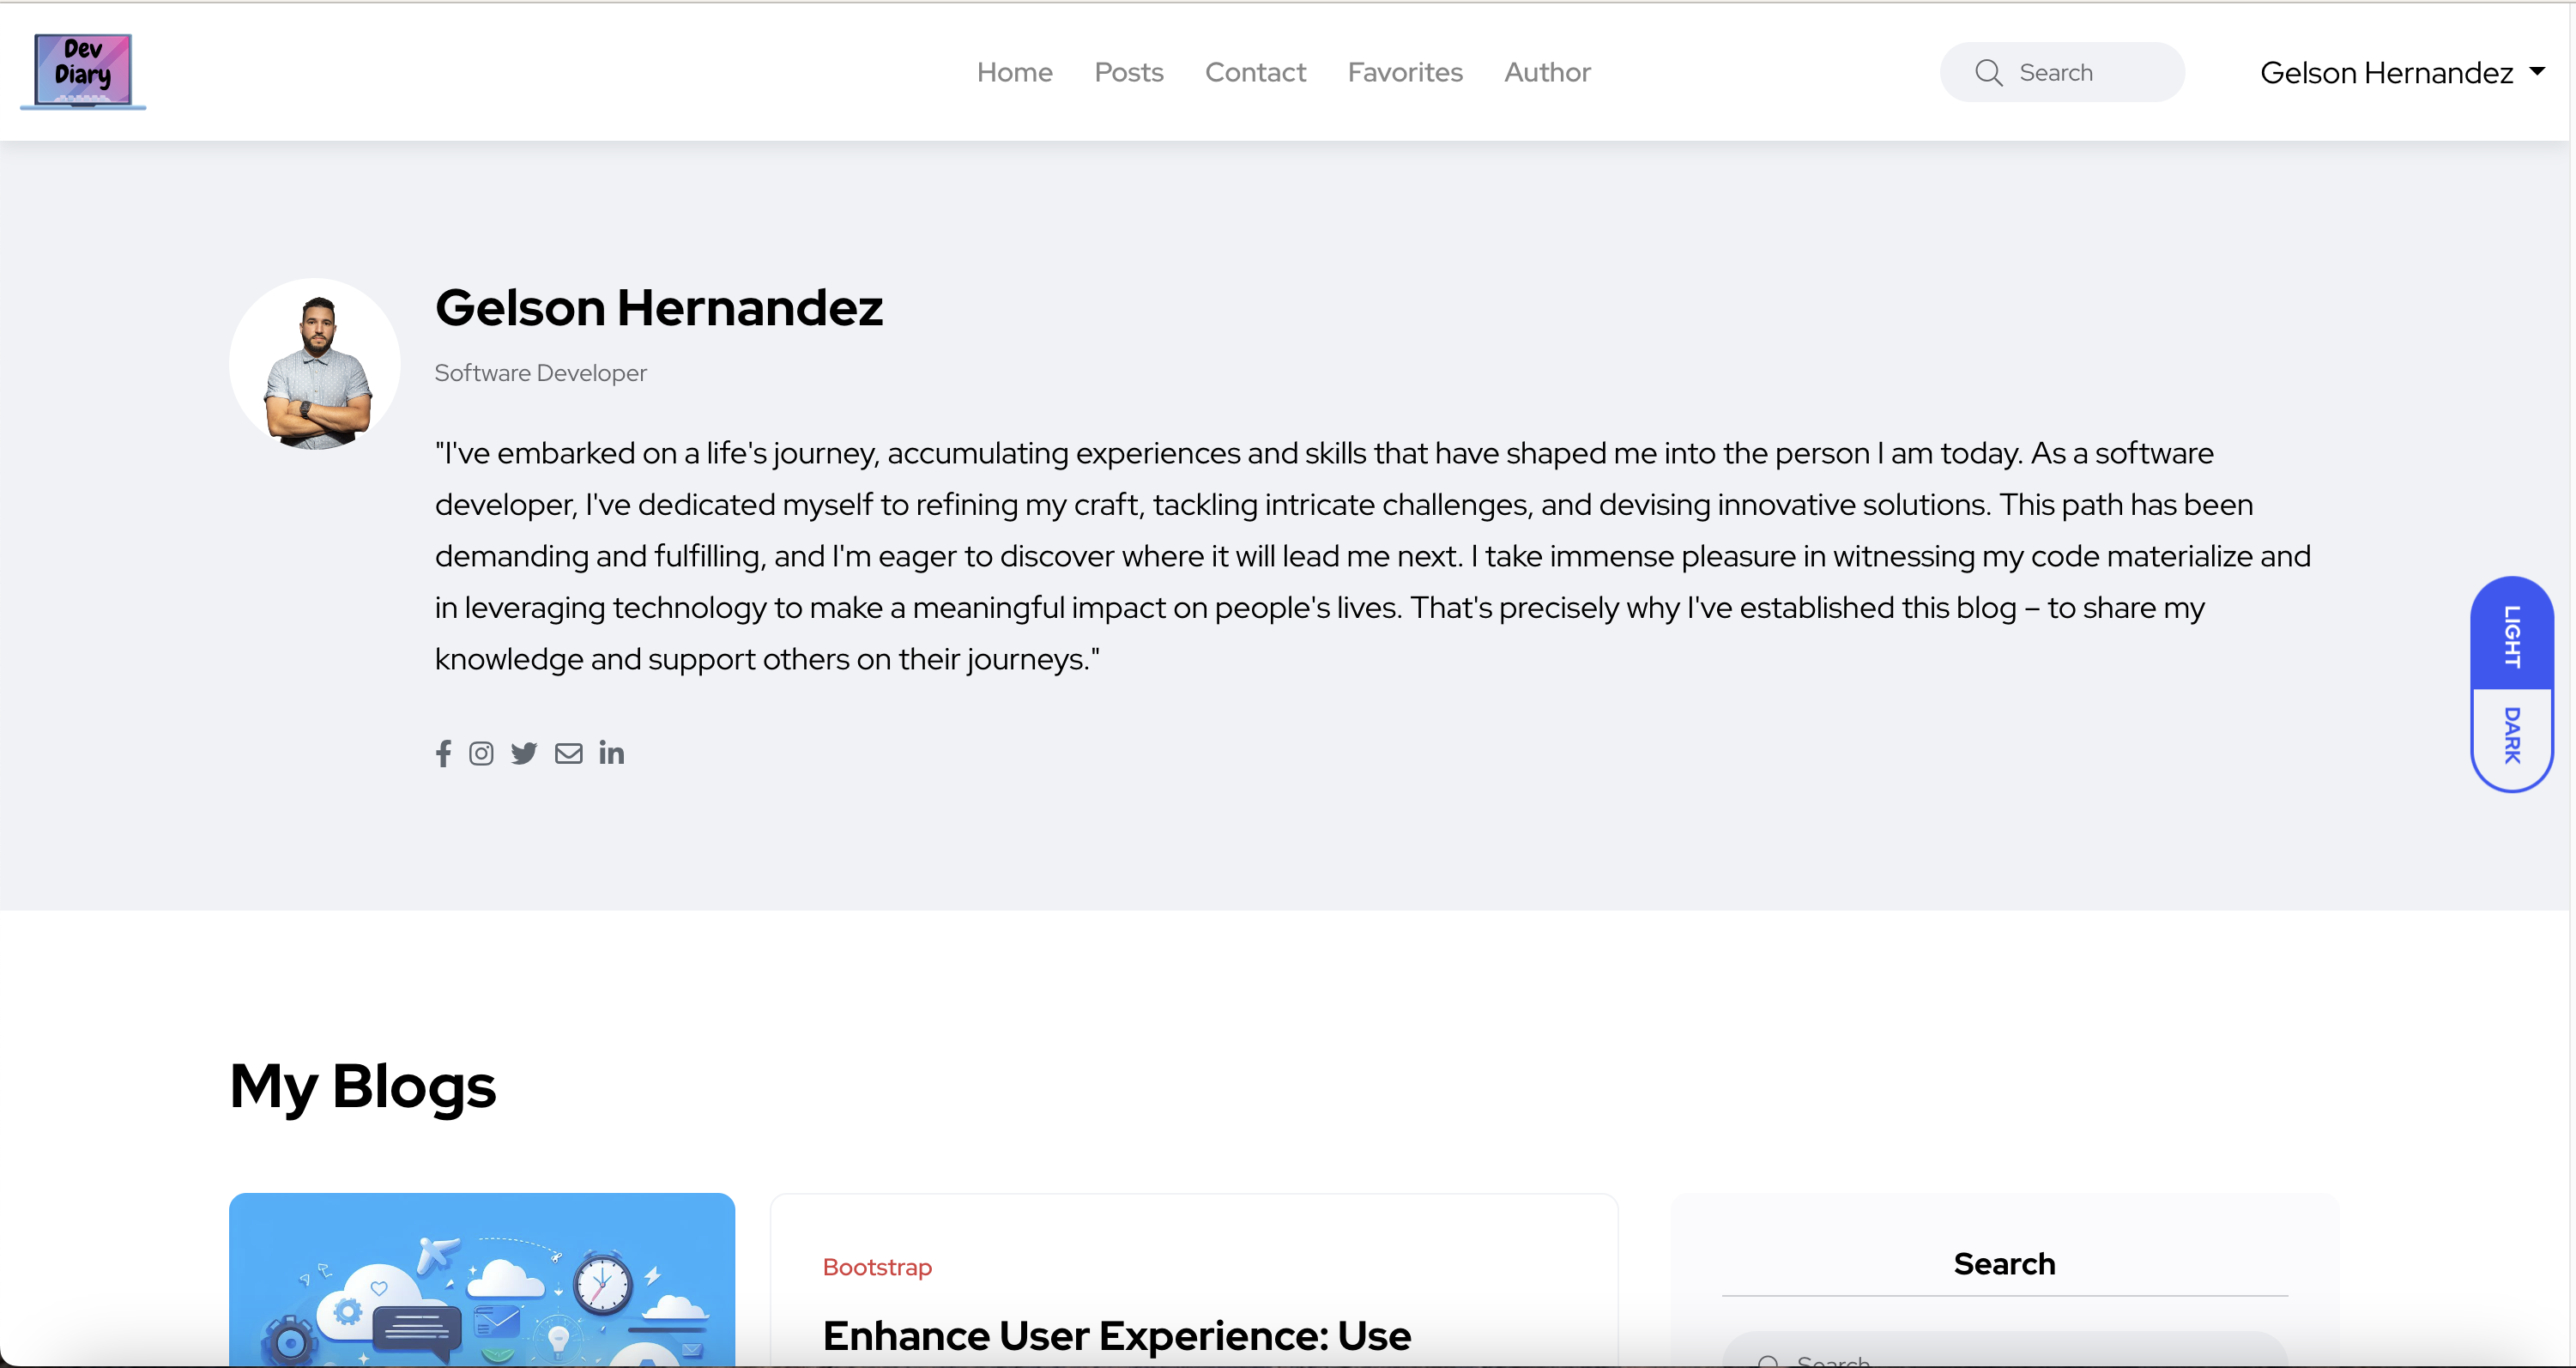 Dev
Diary
Home Posts Contact Favorites Author
Search
Gelson Hernandez
Gelson Hernandez
Software Developer
"I've embarked on a life's journey, accumulating experiences and skills that have shaped me into the person I am today. As a software
developer, I've dedicated myself to refining my craft, tackling intricate challenges, and devising innovative solutions. This path has been
demanding and fulfilling, and I'm eager to discover where it will lead me next. I take immense pleasure in witnessing my code materialize and
in leveraging technology to make a meaningful impact on people's lives. That's precisely why I've established this blog – to share my
knowledge and support others on their journeys."
LIGHT
DARK
My Blogs
Bootstrap
Enhance User Experience: Use
Search
Search